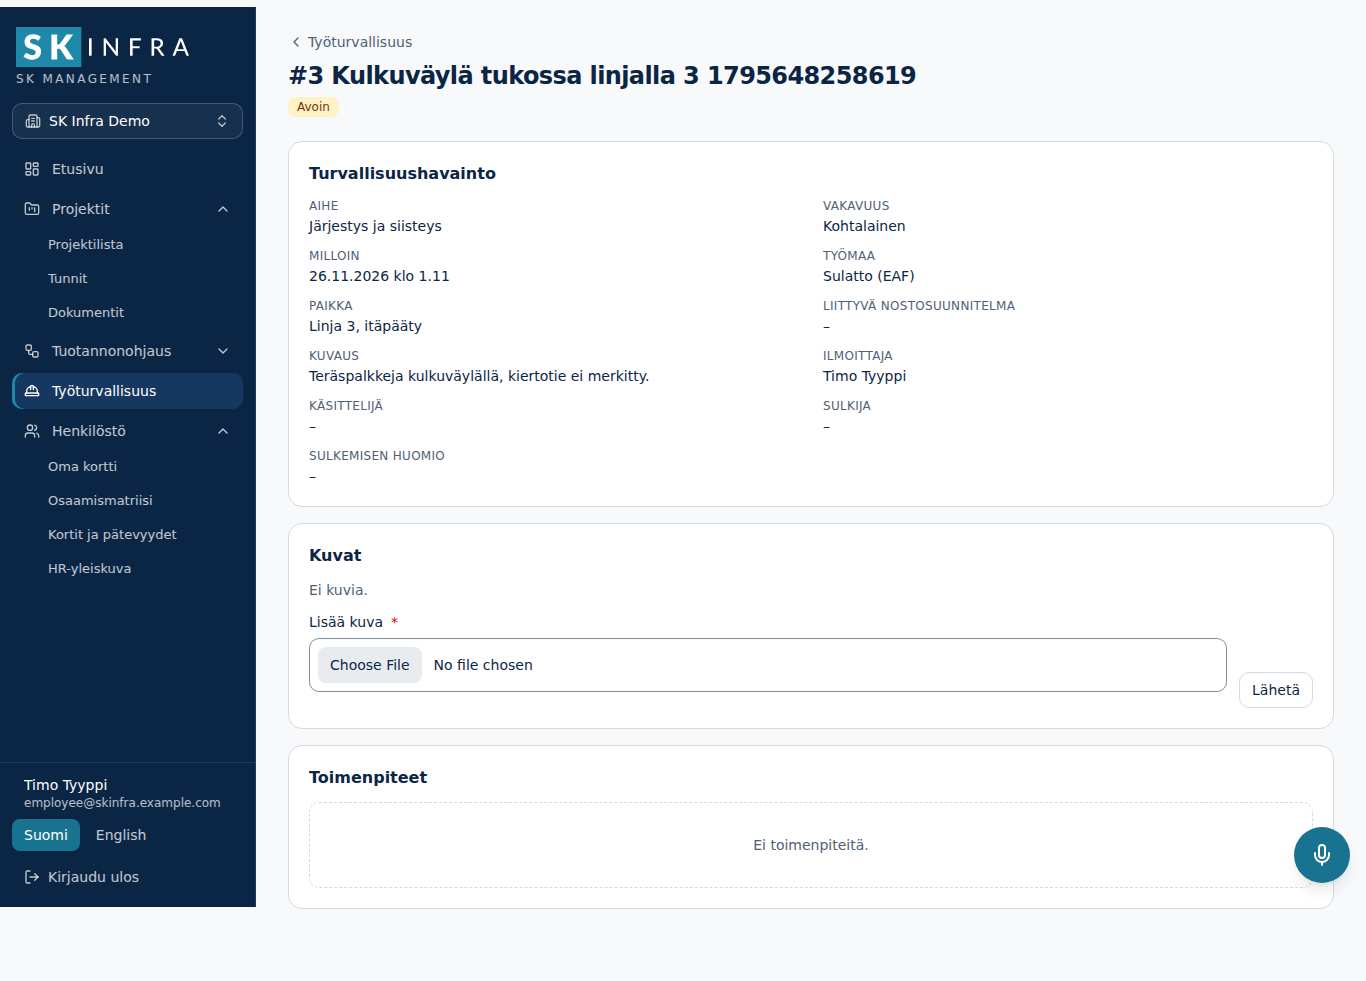 SK INFRA
SK MANAGEMENT
SK Infra Demo
Etusivu
Projektit
Projektilista
Tunnit
Dokumentit
Tuotannonohjaus
Työturvallisuus
Henkilöstö
Oma kortti
Osaamismatriisi
Kortit ja pätevyydet
HR-yleiskuva
Timo Tyyppi
employee@skinfra.example.com
Suomi English
Kirjaudu ulos
Työturvallisuus
#3 Kulkuväylä tukossa linjalla 3 1795648258619
Avoin
Turvallisuushavainto
AIHE
Järjestys ja siisteys
VAKAVUUS
Kohtalainen
MILLOIN
26.11.2026 klo 1.11
TYÖMAA
Sulatto (EAF)
PAIKKA
Linja 3, itäpääty
LIITTYVÄ NOSTOSUUNNITELMA
–
KUVAUS
Teräspalkkeja kulkuväylällä, kiertotie ei merkitty.
ILMOITTAJA
Timo Tyyppi
KÄSITTELIJÄ
–
SULKIJA
–
SULKEMISEN HUOMIO
–
Kuvat
Ei kuvia.
Lisää kuva *
Choose File No file chosen
Lähetä
Toimenpiteet
Ei toimenpiteitä.